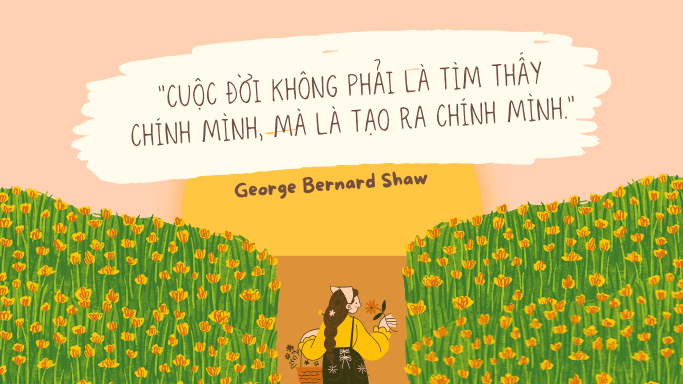 "CUỘC ĐỜI KHÔNG PHẢI LÀ TÌM THẤY
CHÍNH MÌNH, MÀ LÀ TẠO RA CHÍNH MÌNH."
George Bernard Shaw